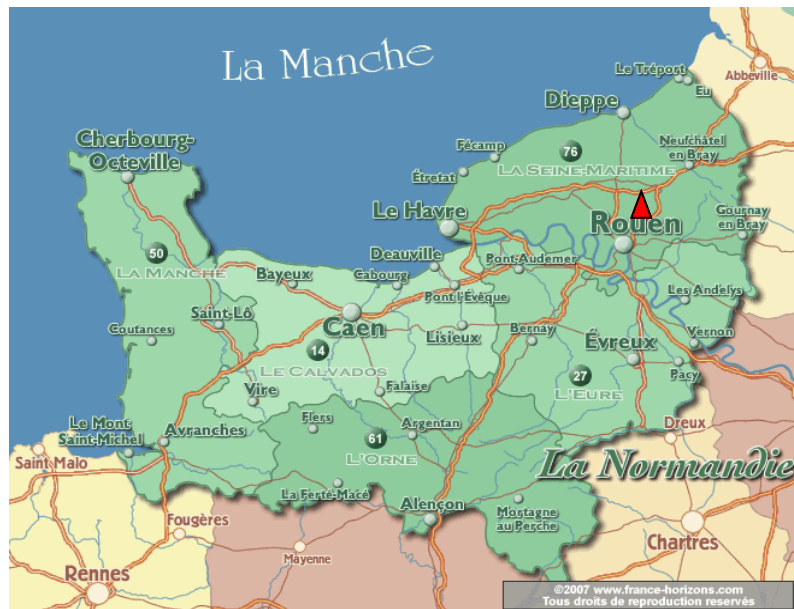 La Manche
Le Tréport
Eu
Abbeville
Dieppe
Cherbourg-
Octeville
Fécamp
76
Neufchâtel
en Bray
La Seine-Maritime
Étretat
Le Havre
Rouen
Gournay
en Bray
50
La Manche
Deauville
Pont-Audemer
Bayeux
Cabourg
Pont l'Évêque
Les Andelys
Saint-Lô
Coutances
Caen
Lisieux
Bernay
Vernon
14
Évreux
Le Calvados
27
Pacy
Vire
Falaise
L'Eure
Le Mont
Saint-Michel
Avranches
Flers
Argentan
Dreux
61
L'Orne
Saint Malo
La Normandie
La Ferté-Macé
Alençon
Mortagne
au Perche
Fougères
Chartres
Mayenne
Rennes
©2007 www.france-horizons.com
Tous droits de reproduction reservés